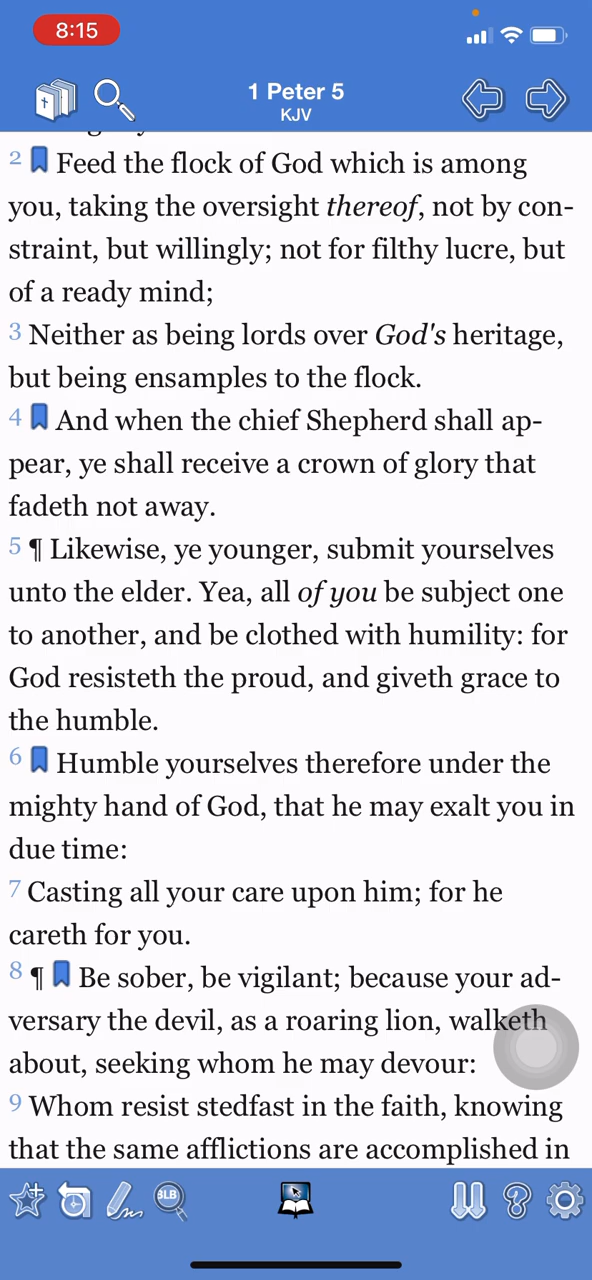 8:15
1 Peter 5
KJV
2 Feed the flock of God which is among
you, taking the oversight thereof, not by con-
straint, but willingly; not for filthy lucre, but
of a ready mind;
3 Neither as being lords over God's heritage,
but being ensamples to the flock.
4 And when the chief Shepherd shall ap-
pear, ye shall receive a crown of glory that
fadeth not away.
5 ¶ Likewise, ye younger, submit yourselves
unto the elder. Yea, all of you be subject one
to another, and be clothed with humility: for
God resisteth the proud, and giveth grace to
the humble.
6 Humble yourselves therefore under the
mighty hand of God, that he may exalt you in
due time:
7 Casting all your care upon him; for he
careth for you.
8 ¶ Be sober, be vigilant; because your ad-
versary the devil, as a roaring lion, walketh
about, seeking whom he may devour:
9 Whom resist stedfast in the faith, knowing
that the same afflictions are accomplished in
BLB